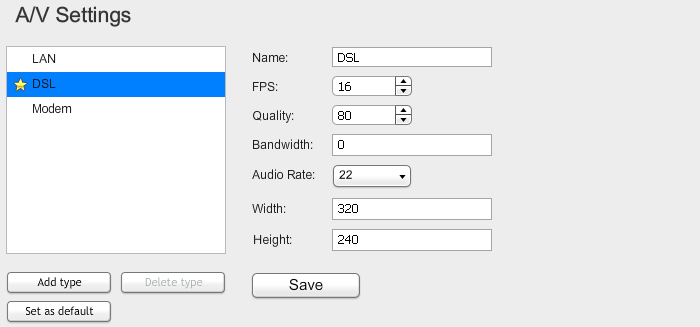 A/V Settings
LAN
DSL
Modem
Name: DSL
FPS: 16
Quality: 80
Bandwidth: 0
Audio Rate: 22
Width: 320
Height: 240
Add type
Delete type
Set as default
Save